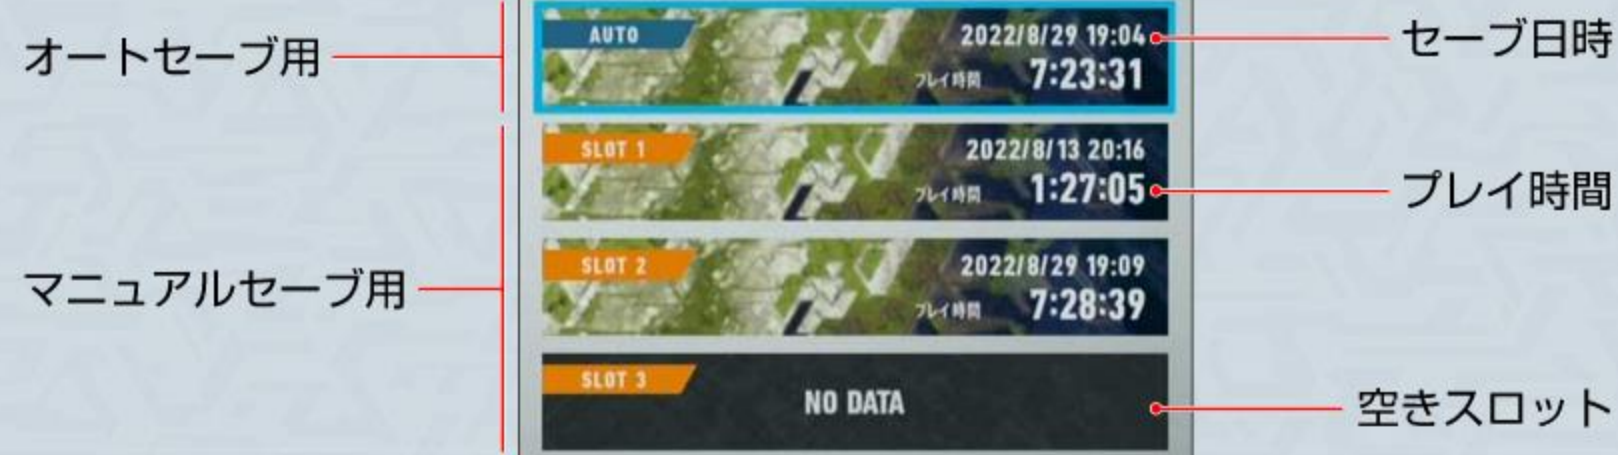 オートセーブ用
AUTO
2022/8/29 19:04
プレイ時間 7:23:31
セーブ日時
マニュアルセーブ用
SLOT 1
2022/8/13 20:16
プレイ時間 1:27:05
プレイ時間
SLOT 2
2022/8/29 19:09
プレイ時間 7:28:39
SLOT 3
NO DATA
空きスロット